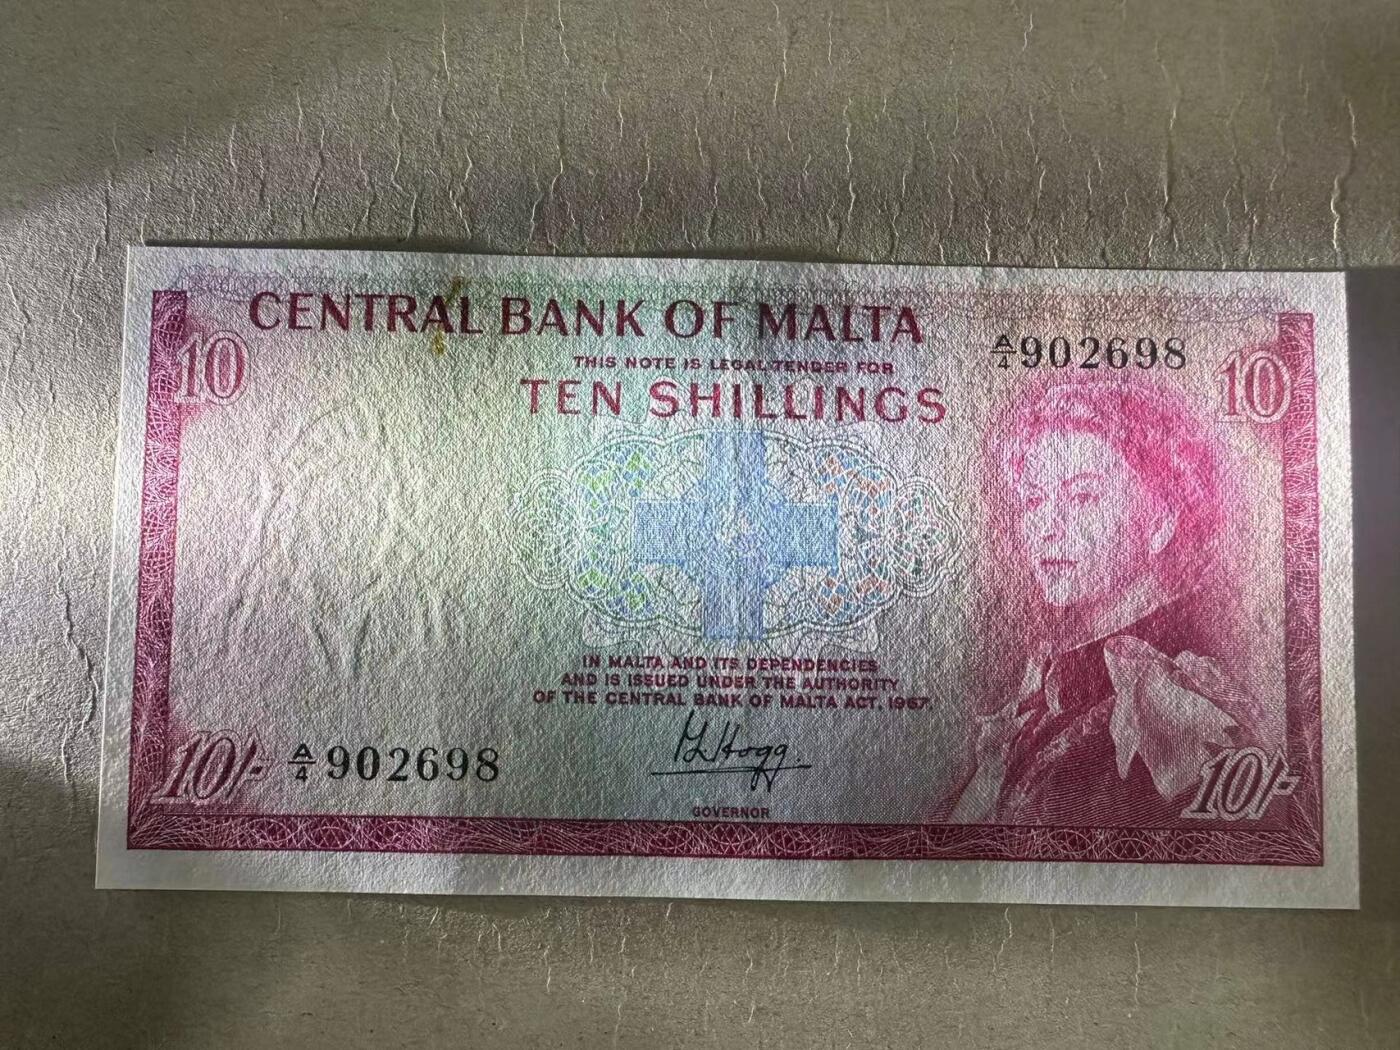 CENTRAL BANK OF MALTA
THIS NOTE IS LEGAL TENDER FOR
TEN SHILLINGS
10
A/4 902698
10
IN MALTA AND ITS DEPENDENCIES
AND IS ISSUED UNDER THE AUTHORITY
OF THE CENTRAL BANK OF MALTA ACT, 1967.
10/-
A/4 902698
P L Hogg.
GOVERNOR
10/-